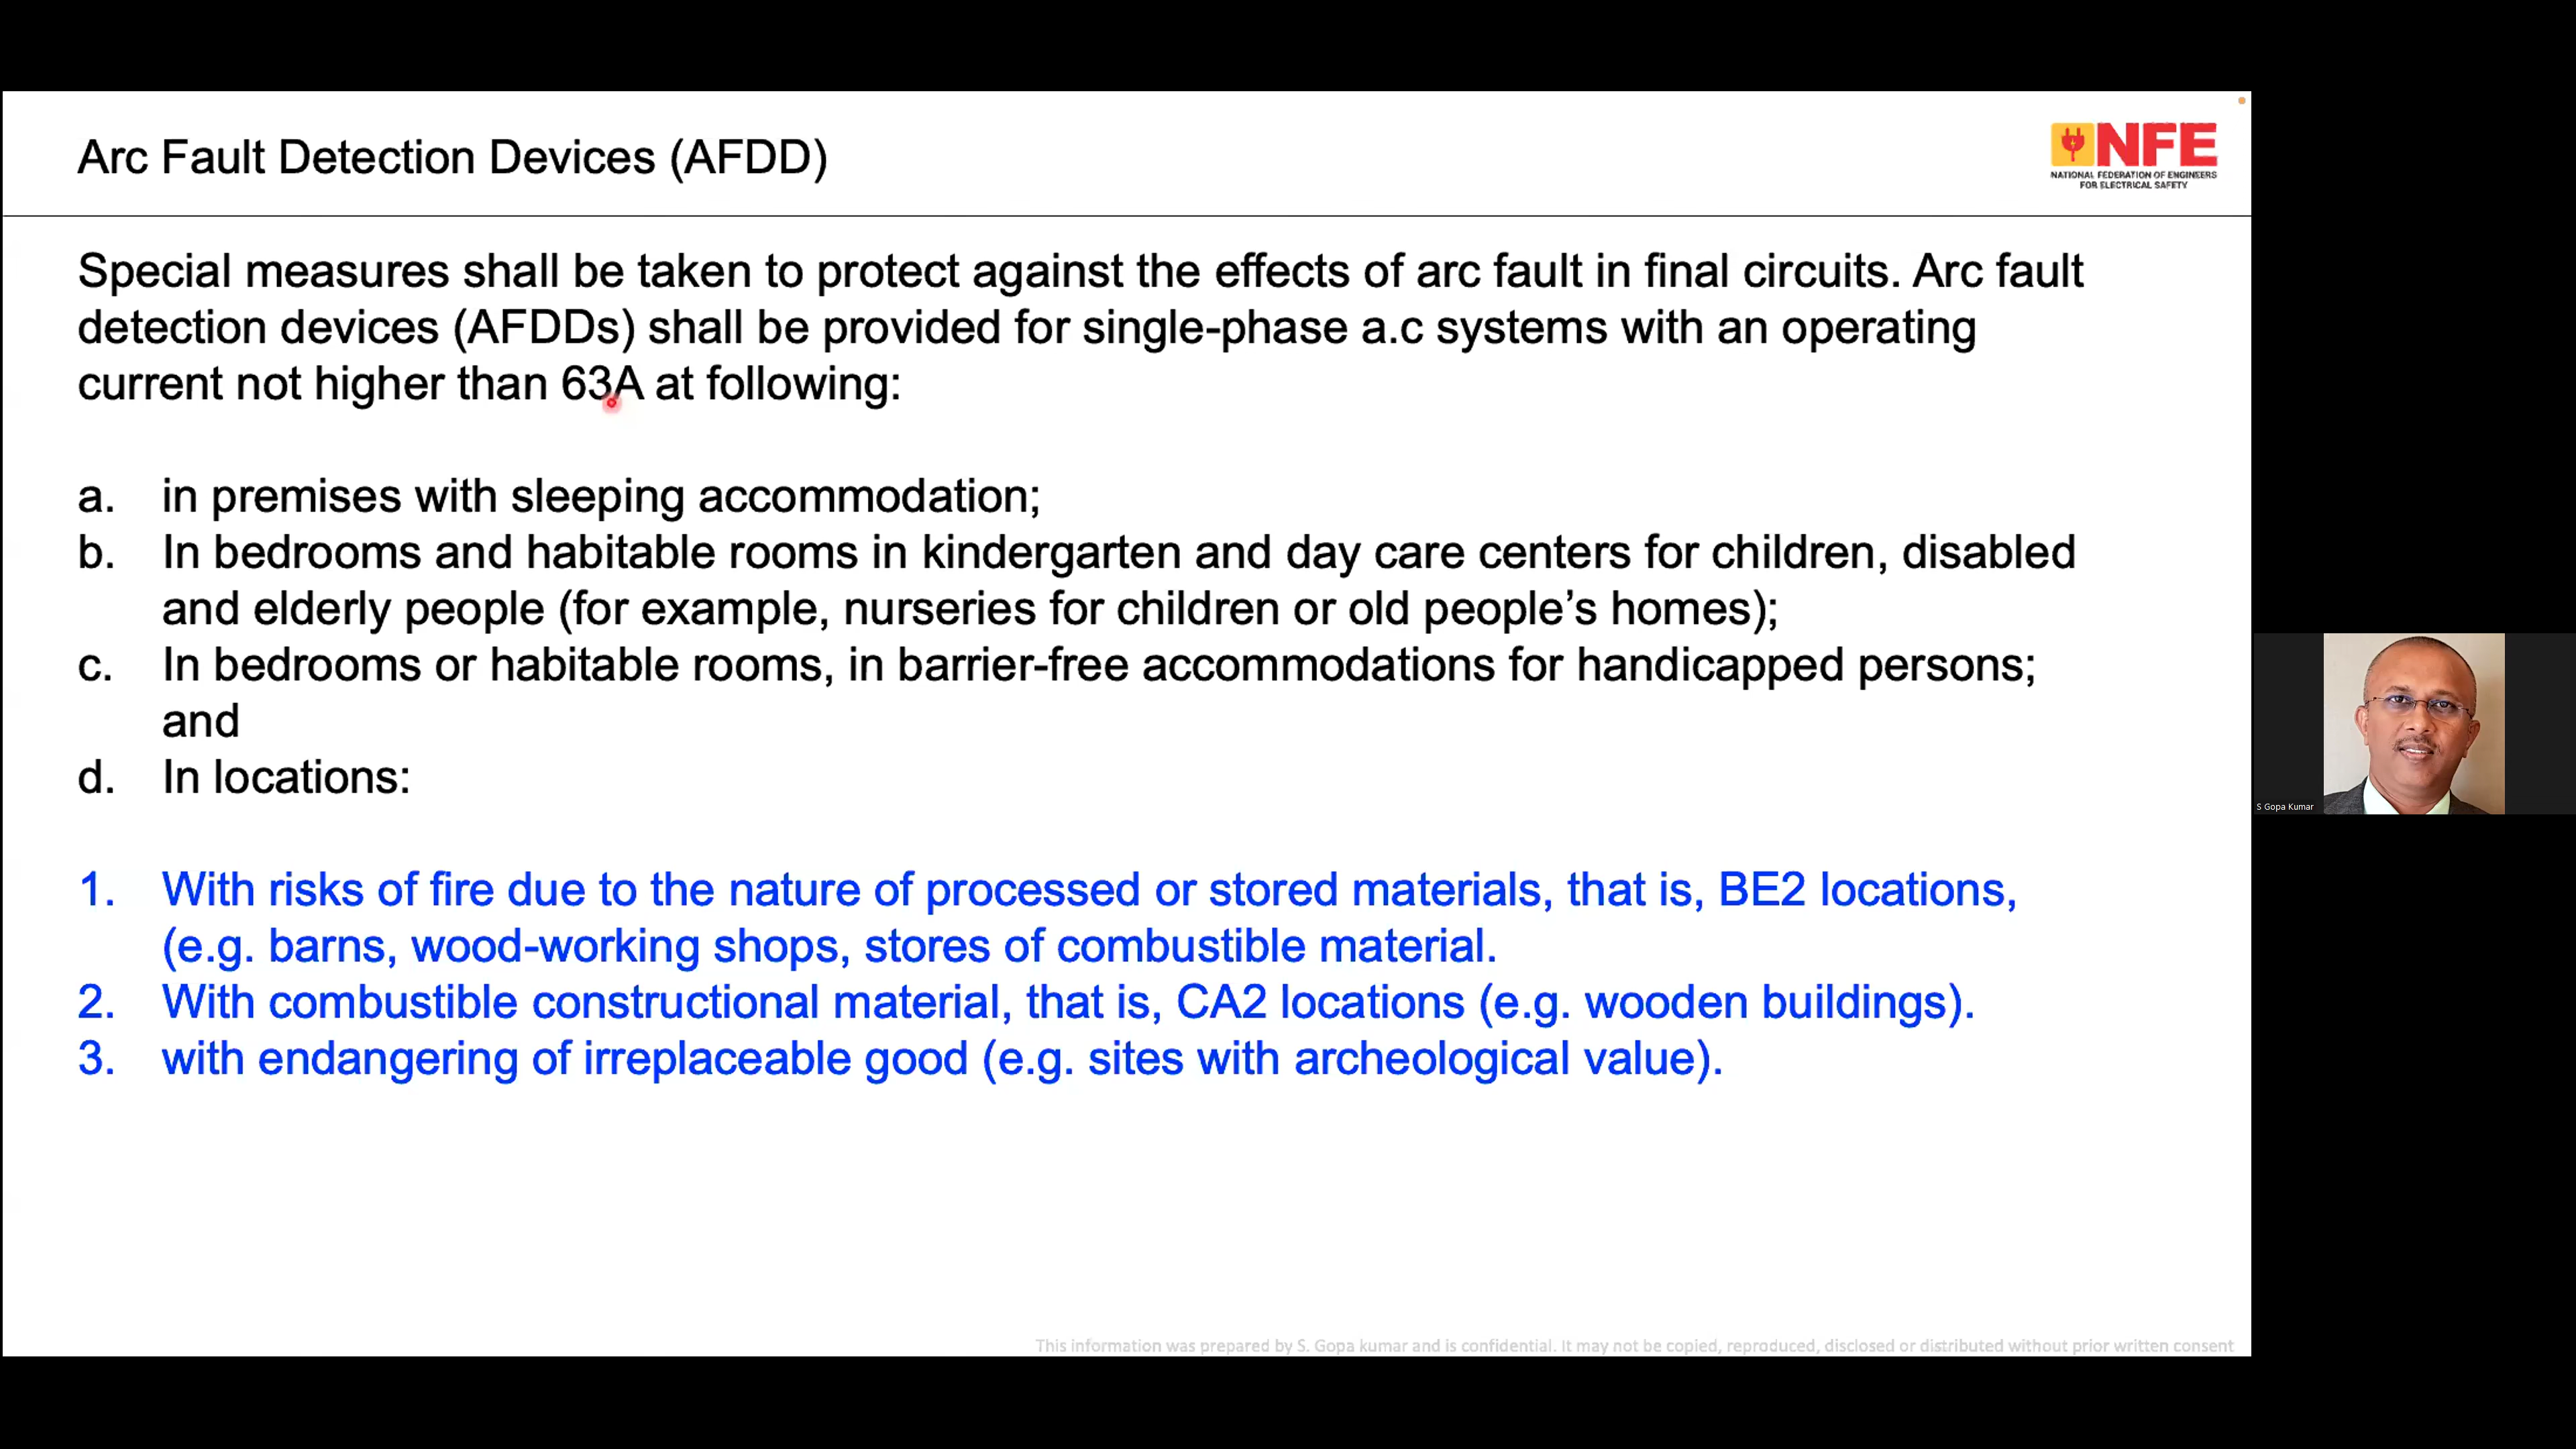 Arc Fault Detection Devices (AFDD)
NFE
NATIONAL FEDERATION OF ENGINEERS
FOR ELECTRICAL SAFETY
Special measures shall be taken to protect against the effects of arc fault in final circuits. Arc fault
detection devices (AFDDs) shall be provided for single-phase a.c systems with an operating
current not higher than 63A at following:
a. in premises with sleeping accommodation;
b. In bedrooms and habitable rooms in kindergarten and day care centers for children, disabled
and elderly people (for example, nurseries for children or old people’s homes);
c. In bedrooms or habitable rooms, in barrier-free accommodations for handicapped persons;
and
d. In locations:
1. With risks of fire due to the nature of processed or stored materials, that is, BE2 locations,
(e.g. barns, wood-working shops, stores of combustible material.
2. With combustible constructional material, that is, CA2 locations (e.g. wooden buildings).
3. with endangering of irreplaceable good (e.g. sites with archeological value).
S Gopa Kumar
This information was prepared by S. Gopa kumar and is confidential. It may not be copied, reproduced, disclosed or distributed without prior written consent